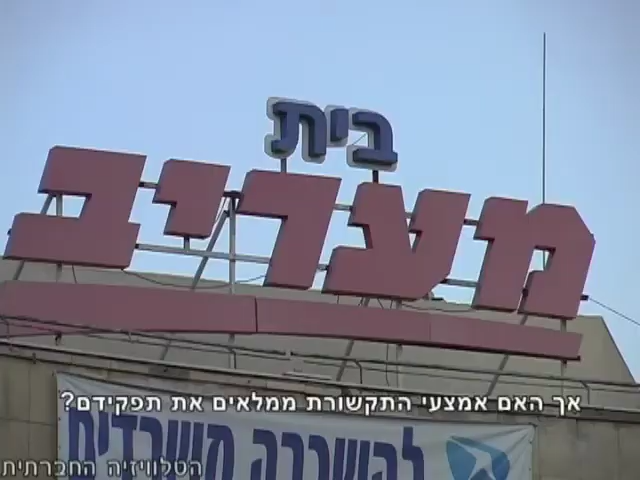 בית
מעריב
אך האם אמצעי התקשורת ממלאים את תפקידם?
להשכרה משרדים
הטלוויזיה החברתית